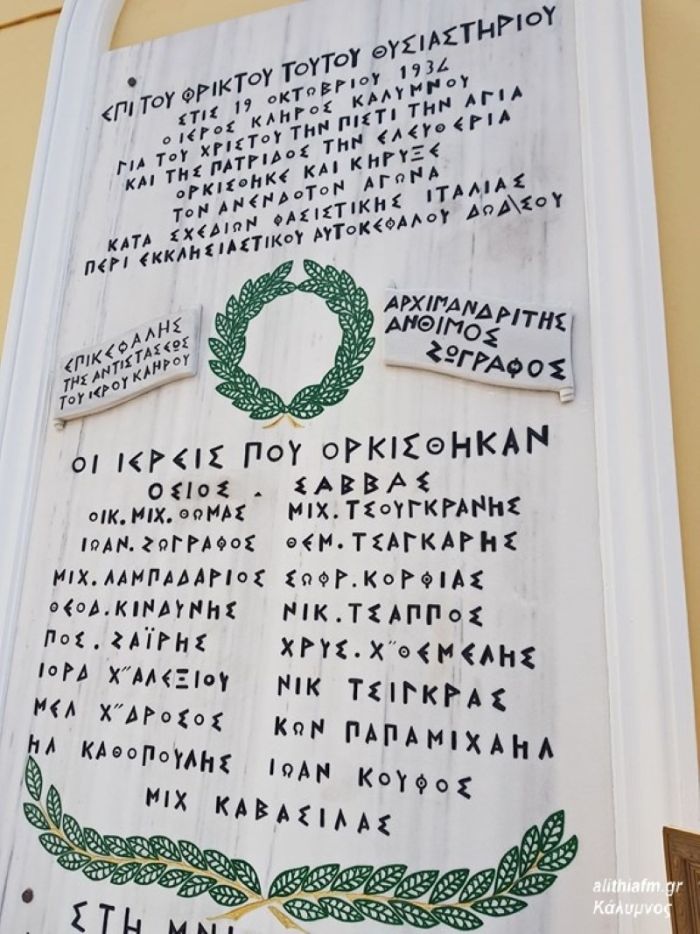 ΕΠΙ ΤΟΥ ΦΡΙΚΤΟΥ ΤΟΥΤΟΥ ΘΥΣΙΑΣΤΗΡΙΟΥ
ΣΤΙΣ 19 ΟΚΤΩΒΡΙΟΥ 1934
Ο ΙΕΡΟΣ ΚΛΗΡΟΣ ΚΑΛΥΜΝΟΥ
ΓΙΑ ΤΟΥ ΧΡΙΣΤΟΥ ΤΗΝ ΠΙΣΤΙ ΤΗΝ ΑΓΙΑ
ΚΑΙ ΤΗΣ ΠΑΤΡΙΔΟΣ ΤΗΝ ΕΛΕΥΘΕΡΙΑ
ΟΡΚΙΣΘΗΚΕ ΚΑΙ ΚΗΡΥΞΕ
ΤΟΝ ΑΝΕΝΔΟΤΟΝ ΑΓΩΝΑ
ΚΑΤΑ ΣΧΕΔΙΩΝ ΦΑΣΙΣΤΙΚΗΣ ΙΤΑΛΙΑΣ
ΠΕΡΙ ΕΚΚΛΗΣΙΑΣΤΙΚΟΥ ΑΥΤΟΚΕΦΑΛΟΥ ΔΩΔ\ΣΟΥ
ΕΠΙΚΕΦΑΛΗΣ
ΤΗΣ ΑΝΤΙΣΤΑΣΕΩΣ
ΤΟΥ ΙΕΡΟΥ ΚΛΗΡΟΥ
ΑΡΧΙΜΑΝΔΡΙΤΗΣ
ΑΝΘΙΜΟΣ
ΖΩΓΡΑΦΟΣ
ΟΙ ΙΕΡΕΙΣ ΠΟΥ ΟΡΚΙΣΘΗΚΑΝ
ΟΣΙΟΣ . ΣΑΒΒΑΣ
ΟΙΚ. ΜΙΧ. ΘΩΜΑΣ ΜΙΧ. ΤΣΟΥΓΚΡΑΝΗΣ
ΙΩΑΝ. ΖΩΓΡΑΦΟΣ ΘΕΜ. ΤΣΑΓΚΑΡΗΣ
ΜΙΧ. ΛΑΜΠΑΔΑΡΙΟΣ ΣΩΦΡ. ΚΟΡΦΙΑΣ
ΘΕΟΔ. ΚΙΝΔΥΝΗΣ ΝΙΚ. ΤΣΑΠΠΟΣ
ΠΟΣ. ΖΑΪΡΗΣ ΧΡΥΣ. Χ"ΘΕΜΕΛΗΣ
ΙΟΡΔ Χ"ΑΛΕΞΙΟΥ ΝΙΚ ΤΣΙΓΚΡΑΣ
ΜΕΛ Χ"ΔΡΟΣΟΣ ΚΩΝ ΠΑΠΑΜΙΧΑΗΛ
ΗΛ ΚΑΘΟΠΟΥΛΗΣ ΙΩΑΝ ΚΟΥΦΟΣ
ΜΙΧ ΚΑΒΑΣΙΛΑΣ
ΣΤΗ
alithiafm.gr
Κάλυμνος